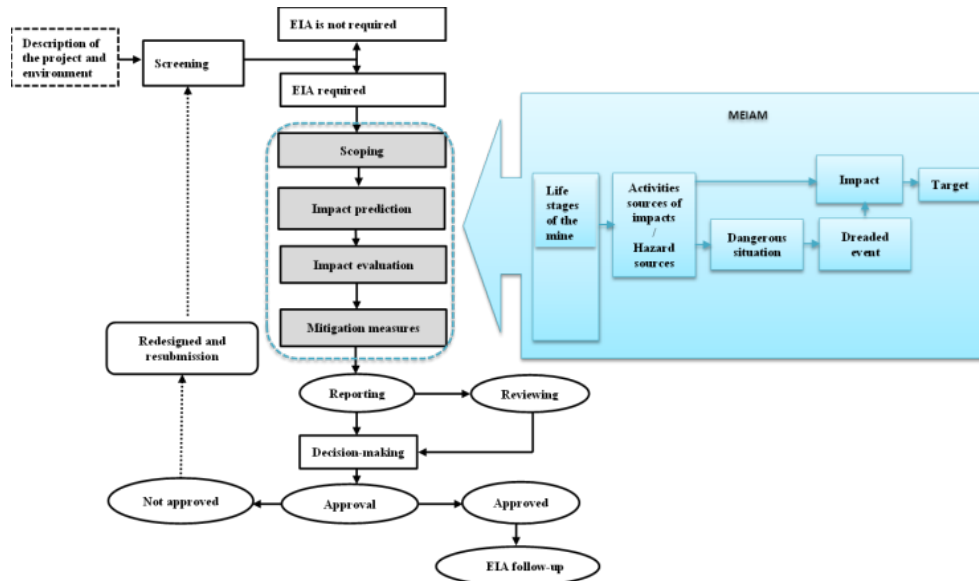 EIA is not required
Description of
the project and
environment
Screening
EIA required
MEIAM
Scoping
Impact prediction
Impact evaluation
Mitigation measures
Life
stages of
the mine
Activities
sources of
impacts
/
Hazard
sources
Impact
Target
Dangerous
situation
Dreaded
event
Redesigned and
resubmission
Reporting
Reviewing
Decision-making
Not approved
Approval
Approved
EIA follow-up